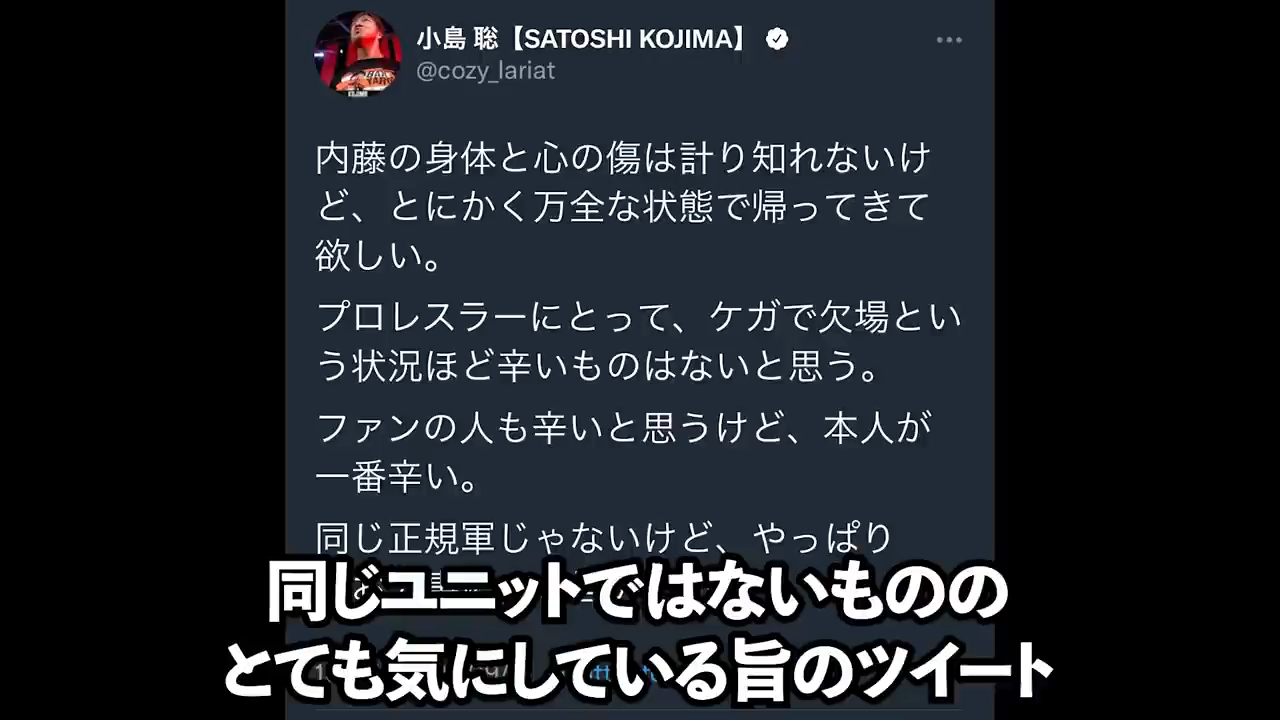 小島 聡【SATOSHI KOJIMA】
@cozy_lariat
内藤の身体と心の傷は計り知れないけ
ど、とにかく万全な状態で帰ってきて
欲しい。
プロレスラーにとって、ケガで欠場とい
う状況ほど辛いものはないと思う。
ファンの人も辛いと思うけど、本人が
一番辛い。
同じ正規軍じゃないけど、やっぱり
同じユニットではないものの
とても気にしている旨のツイート